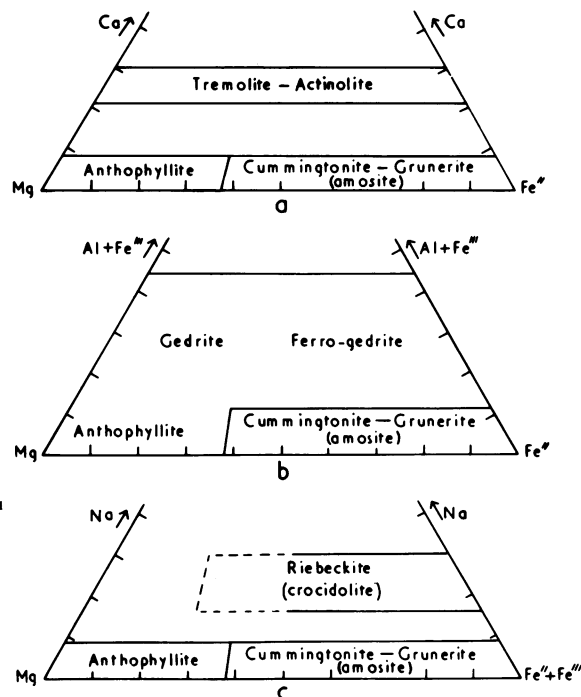 Ca Ca
Tremolite – Actinolite
Anthophyllite Cummingtonite – Grunerite
(amosite)
Mg Fe″
a
Al+Fe‴ Al+Fe‴
Gedrite Ferro-gedrite
Anthophyllite Cummingtonite – Grunerite
(amosite)
Mg Fe″
b
Na Na
Riebeckite
(crocidolite)
Anthophyllite Cummingtonite – Grunerite
(amosite)
Mg Fe″+Fe‴
c